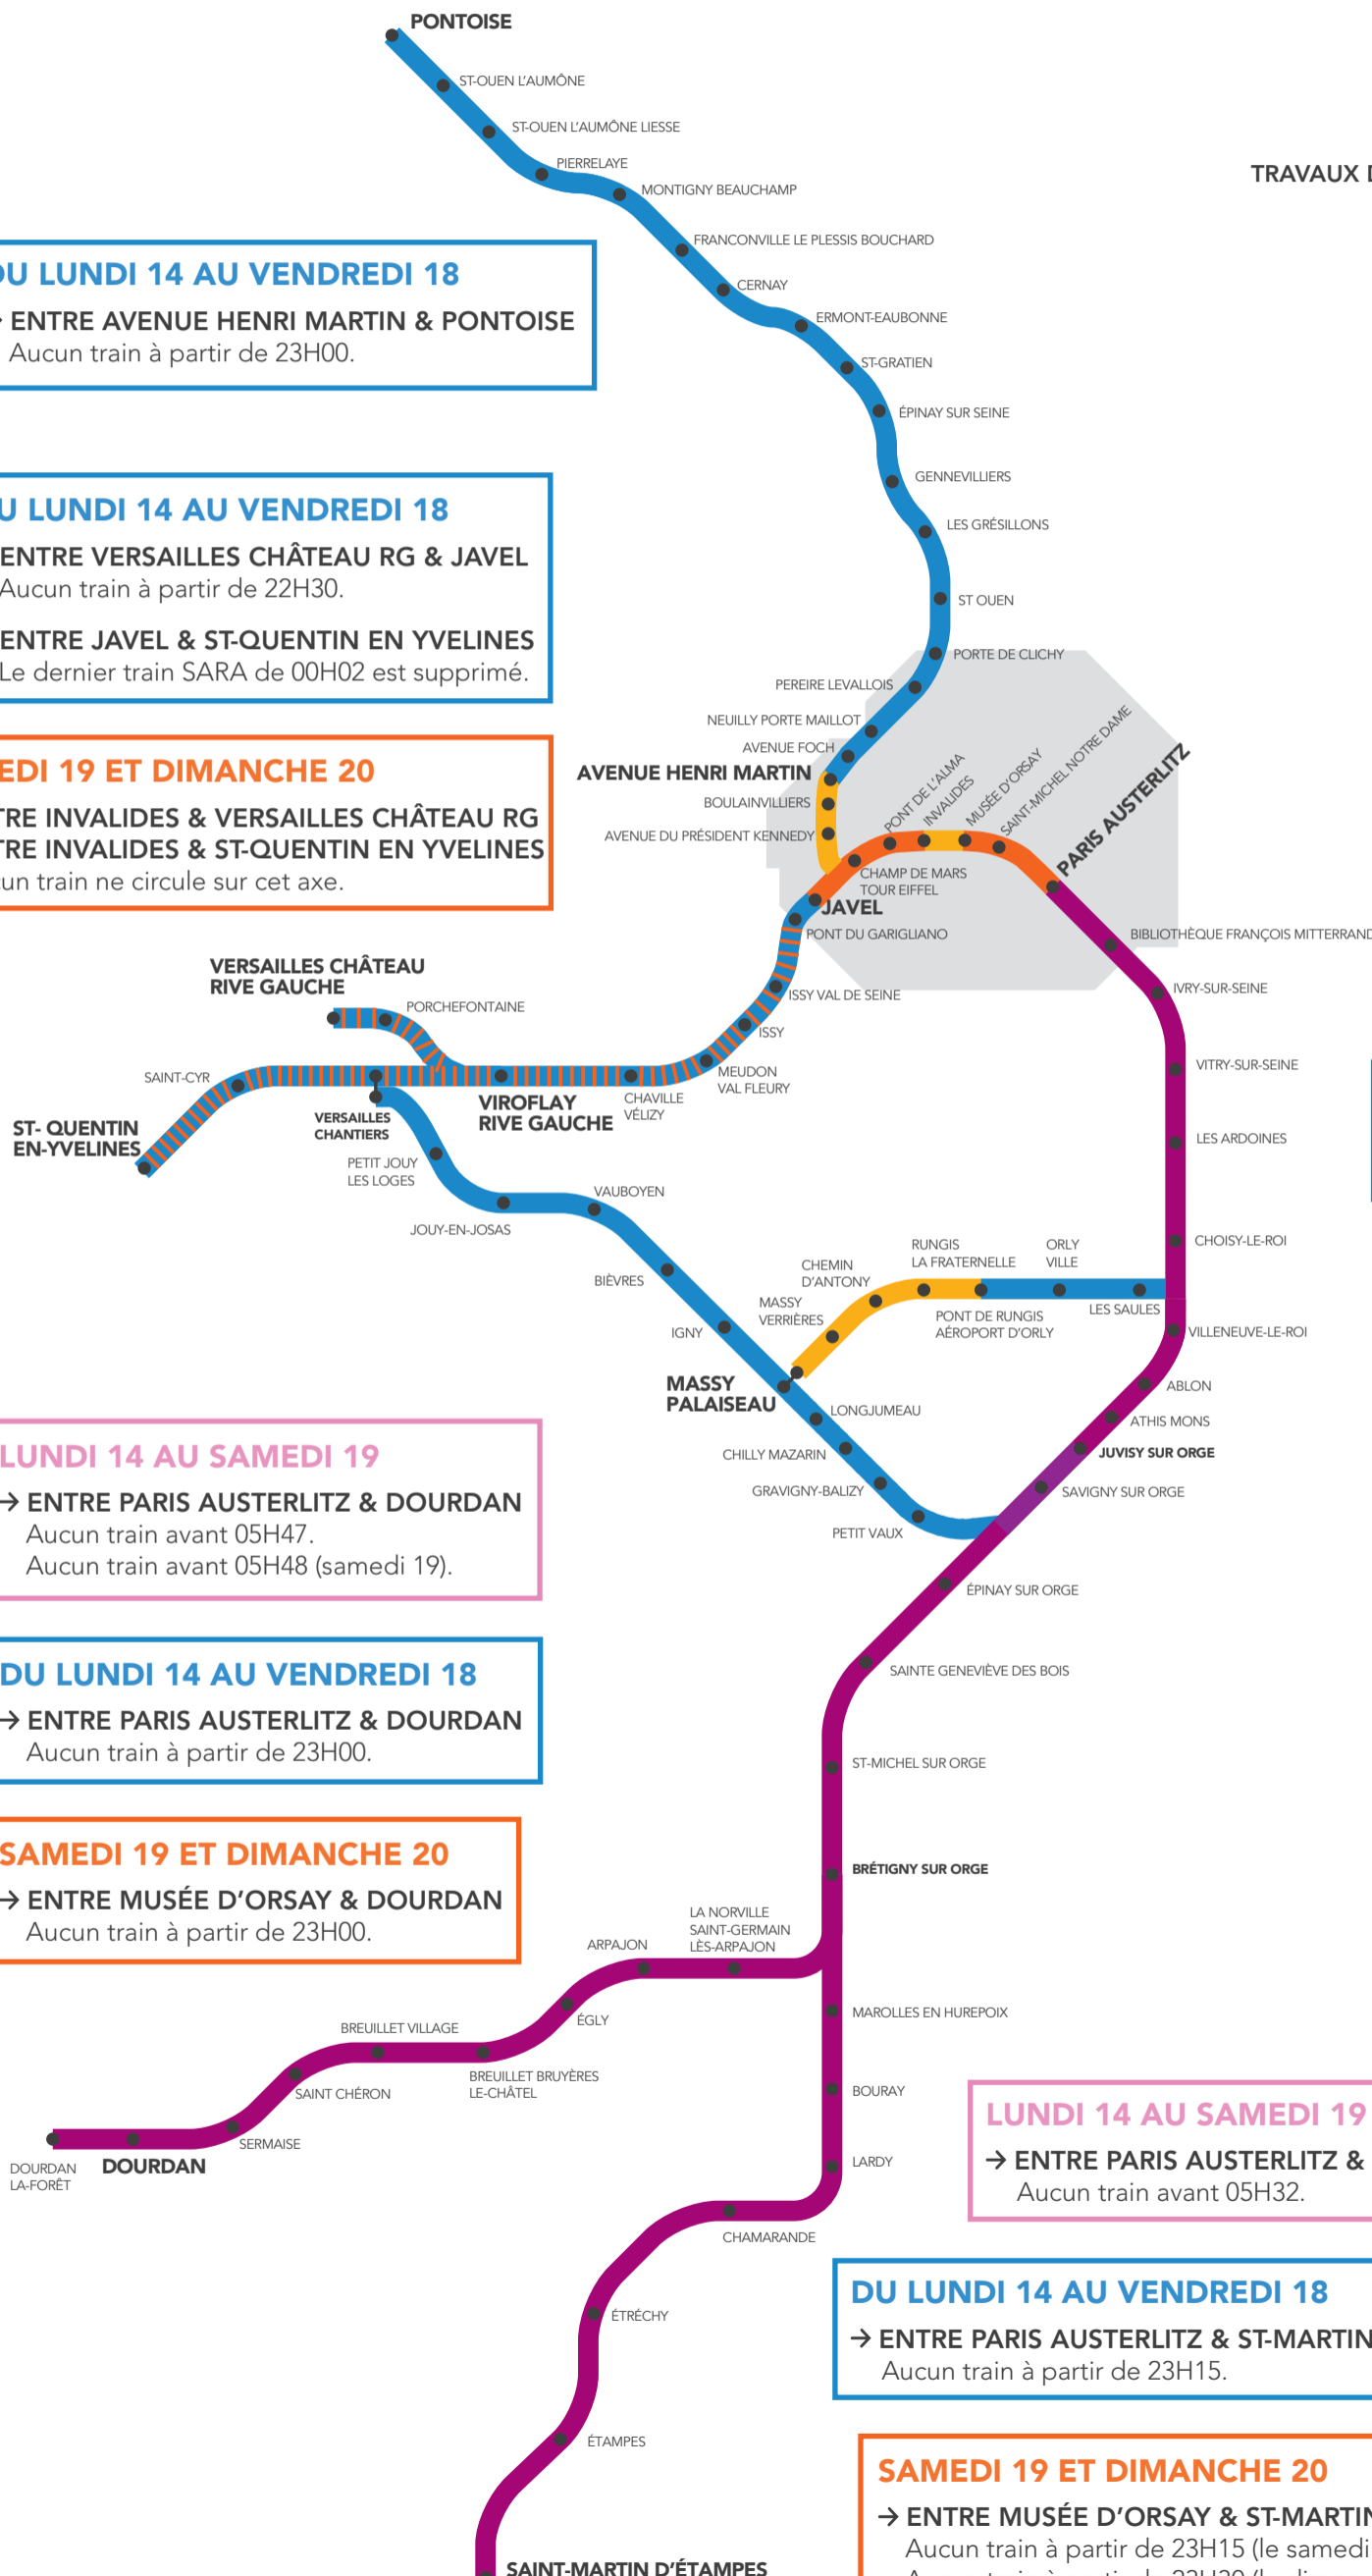 PONTOISE
ST-OUEN L'AUMÔNE
ST-OUEN L'AUMÔNE LIESSE
PIERRELAYE
TRAVAUX
MONTIGNY BEAUCHAMP
FRANCONVILLE LE PLESSIS BOUCHARD
DU LUNDI 14 AU VENDREDI 18
ENTRE AVENUE HENRI MARTIN & PONTOISE
Aucun train à partir de 23H00.
CERNAY
ERMONT-EAUBONNE
ST-GRATIEN
ÉPINAY SUR SEINE
GENNEVILLIERS
LES GRÉSILLONS
U LUNDI 14 AU VENDREDI 18
ENTRE VERSAILLES CHÂTEAU RG & JAVEL
Aucun train à partir de 22H30.
ENTRE JAVEL & ST-QUENTIN EN YVELINES
Le dernier train SARA de 00H02 est supprimé.
ST OUEN
PORTE DE CLICHY
PEREIRE LEVALLOIS
NEUILLY PORTE MAILLOT
AVENUE FOCH
AVENUE HENRI MARTIN
BOULAINVILLIERS
AVENUE DU PRÉSIDENT KENNEDY
EDI 19 ET DIMANCHE 20
TRE INVALIDES & VERSAILLES CHÂTEAU RG
TRE INVALIDES & ST-QUENTIN EN YVELINES
cun train ne circule sur cet axe.
PONT DE L'ALMA
INVALIDES
MUSÉE D'ORSAY
SAINT-MICHEL NOTRE DAME
PARIS AUSTERLITZ
CHAMP DE MARS
TOUR EIFFEL
JAVEL
PONT DU GARIGLIANO
BIBLIOTHÈQUE FRANÇOIS MITTERRAND
VERSAILLES CHÂTEAU
RIVE GAUCHE
PORCHEFONTAINE
ISSY VAL DE SEINE
IVRY-SUR-SEINE
ISSY
MEUDON
VAL FLEURY
VITRY-SUR-SEINE
SAINT-CYR
CHAVILLE
VÉLIZY
VIROFLAY
RIVE GAUCHE
VERSAILLES
CHANTIERS
ST- QUENTIN
EN-YVELINES
LES ARDOINES
PETIT JOUY
LES LOGES
VAUBOYEN
JOUY-EN-JOSAS
CHOISY-LE-ROI
BIÈVRES
RUNGIS
LA FRATERNELLE
ORLY
VILLE
CHEMIN
D'ANTONY
MASSY
VERRIÈRES
LES SAULES
PONT DE RUNGIS
AÉROPORT D'ORLY
IGNY
VILLENEUVE-LE-ROI
MASSY
PALAISEAU
ABLON
LONGJUMEAU
ATHIS MONS
CHILLY MAZARIN
JUVISY SUR ORGE
GRAVIGNY-BALIZY
SAVIGNY SUR ORGE
PETIT VAUX
LUNDI 14 AU SAMEDI 19
→ ENTRE PARIS AUSTERLITZ & DOURDAN
Aucun train avant 05H47.
Aucun train avant 05H48 (samedi 19).
ÉPINAY SUR ORGE
SAINTE GENEVIÈVE DES BOIS
DU LUNDI 14 AU VENDREDI 18
→ ENTRE PARIS AUSTERLITZ & DOURDAN
Aucun train à partir de 23H00.
ST-MICHEL SUR ORGE
SAMEDI 19 ET DIMANCHE 20
→ ENTRE MUSÉE D'ORSAY & DOURDAN
Aucun train à partir de 23H00.
BRÉTIGNY SUR ORGE
LA NORVILLE
SAINT-GERMAIN
LÈS-ARPAJON
ARPAJON
ÉGLY
MAROLLES EN HUREPOIX
BREUILLET VILLAGE
BREUILLET BRUYÈRES
LE-CHÂTEL
SAINT CHÉRON
BOURAY
SERMAISE
DOURDAN
LA-FORÊT
DOURDAN
LARDY
LUNDI 14 AU SAMEDI 19
→ ENTRE PARIS AUSTERLITZ &
Aucun train avant 05H32.
CHAMARANDE
ÉTRÉCHY
DU LUNDI 14 AU VENDREDI 18
→ ENTRE PARIS AUSTERLITZ & ST-MARTIN
Aucun train à partir de 23H15.
ÉTAMPES
SAMEDI 19 ET DIMANCHE 20
→ ENTRE MUSÉE D'ORSAY & ST-MARTIN
Aucun train à partir de 23H15 (le samedi
SAINT-MARTIN D'ÉTAMPES